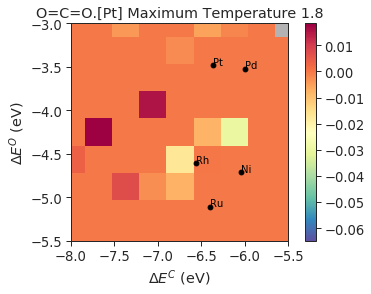 O=C=O.[Pt] Maximum Temperature 1.8
−3.0
−3.5
−4.0
−4.5
−5.0
−5.5
ΔE^O (eV)
Pt
Pd
Rh
Ni
Ru
−8.0 −7.5 −7.0 −6.5 −6.0 −5.5
ΔE^C (eV)
0.01
0.00
−0.01
−0.02
−0.03
−0.04
−0.05
−0.06